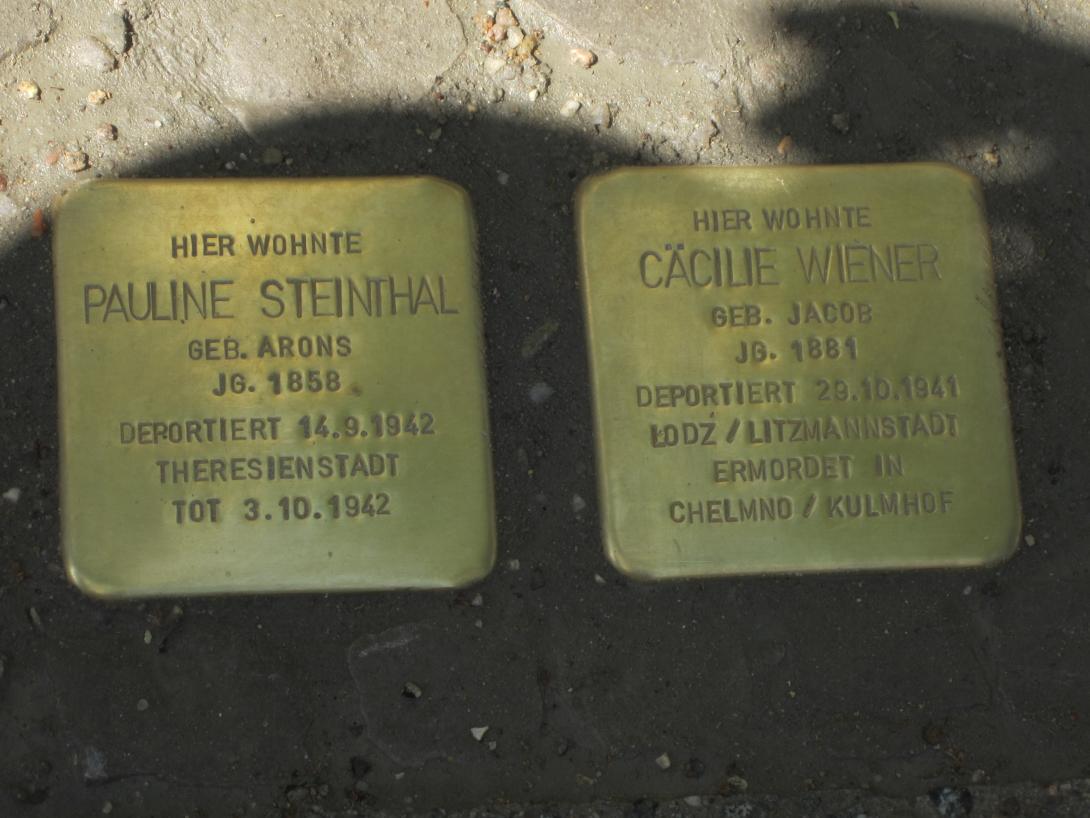 HIER WOHNTE
PAULINE STEINTHAL
GEB. ARONS
JG. 1858
DEPORTIERT 14.9.1942
THERESIENSTADT
TOT 3.10.1942
HIER WOHNTE
CÄCILIE WIENER
GEB. JACOB
JG. 1881
DEPORTIERT 29.10.1941
ŁODŹ / LITZMANNSTADT
ERMORDET IN
CHELMNO / KULMHOF